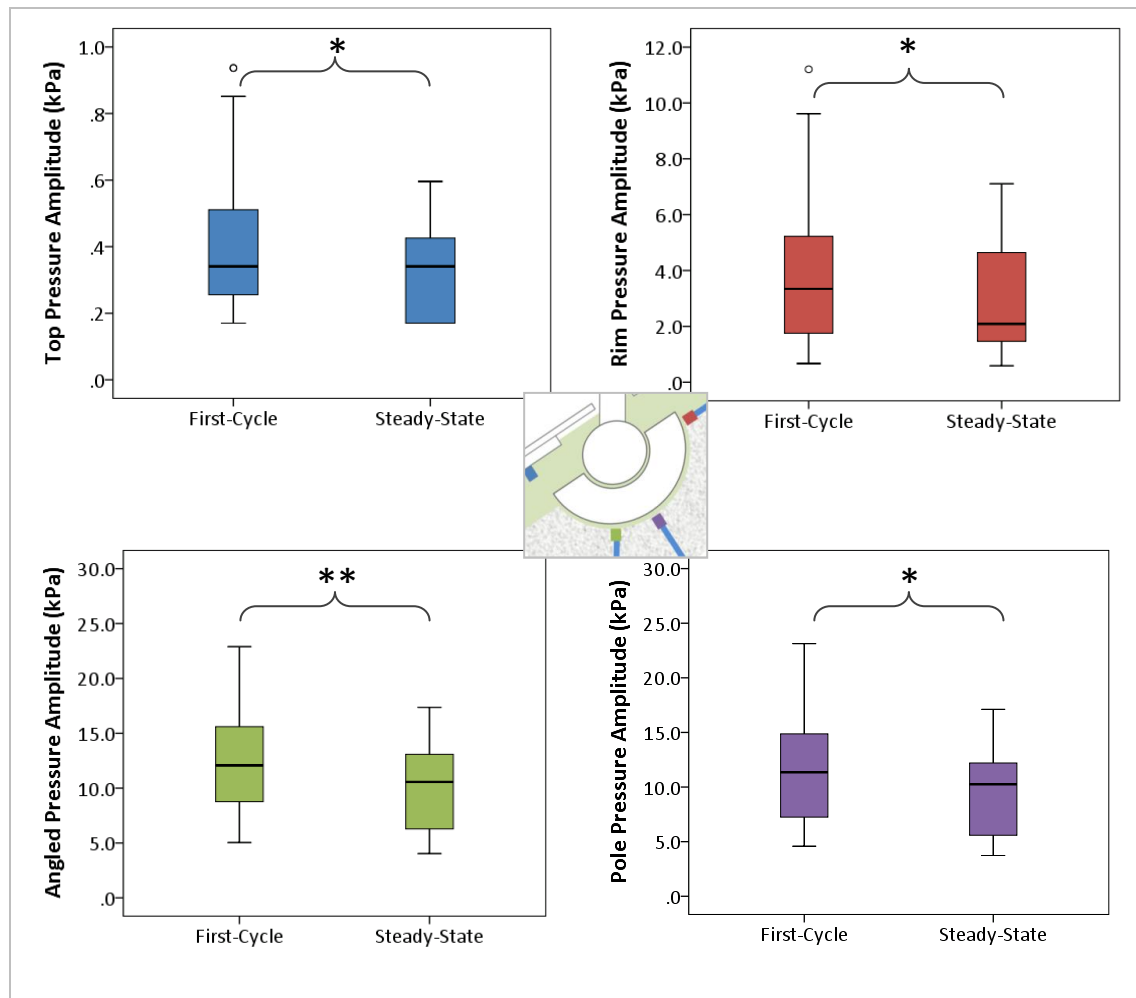 Top Pressure Amplitude (kPa)
1.0
.8
.6
.4
.2
.0
*
First-Cycle
Steady-State
Rim Pressure Amplitude (kPa)
12.0
10.0
8.0
6.0
4.0
2.0
.0
*
First-Cycle
Steady-State
Angled Pressure Amplitude (kPa)
30.0
25.0
20.0
15.0
10.0
5.0
.0
**
First-Cycle
Steady-State
Pole Pressure Amplitude (kPa)
30.0
25.0
20.0
15.0
10.0
5.0
.0
*
First-Cycle
Steady-State